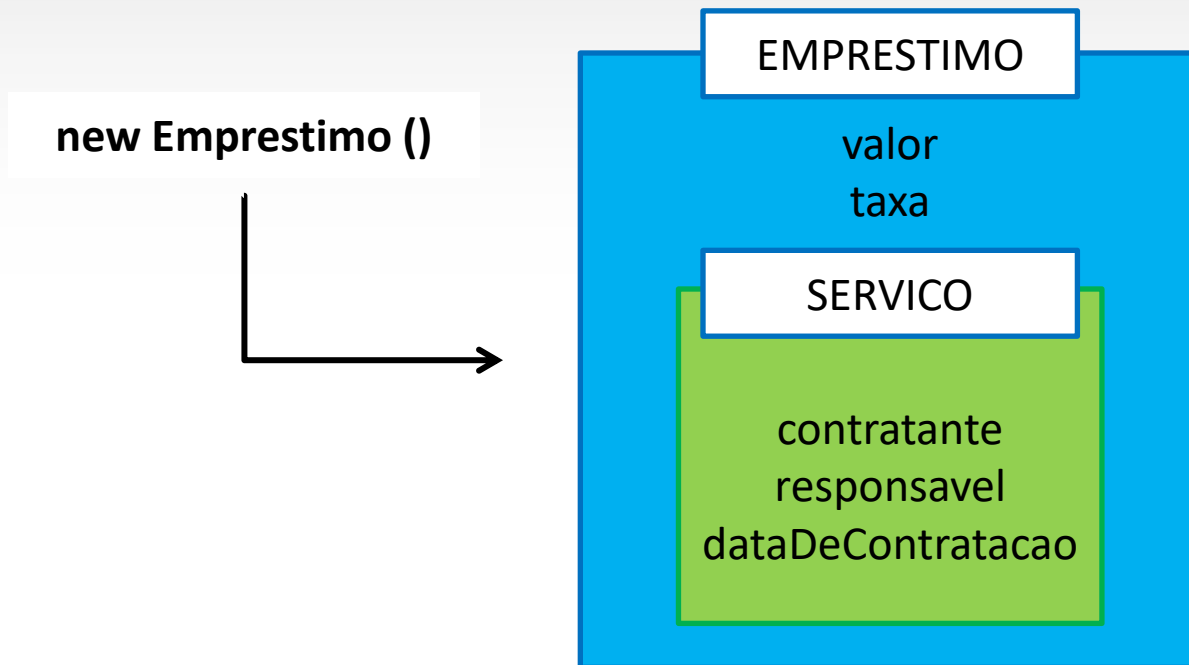 new Emprestimo ()
EMPRESTIMO
valor
taxa
SERVICO
contratante
responsavel
dataDeContratacao